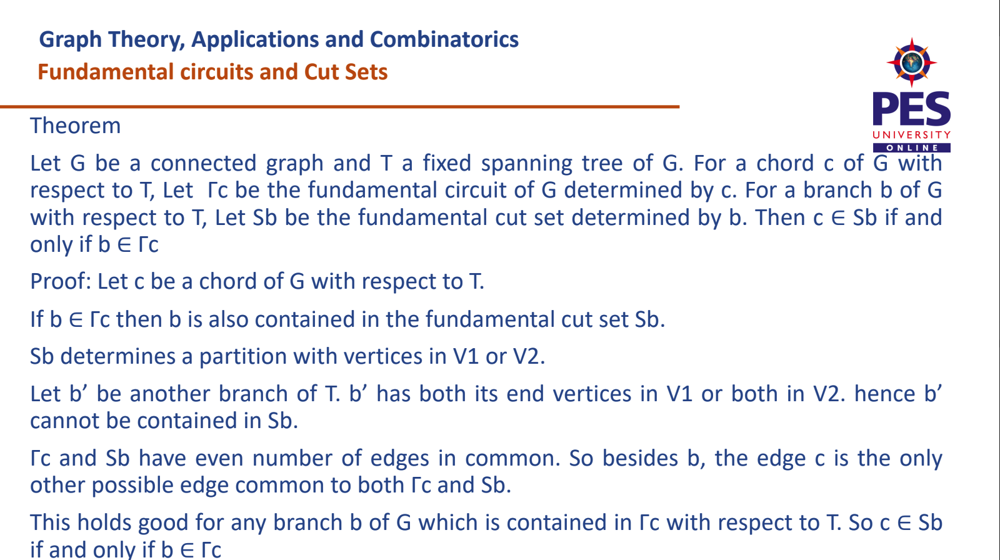 Graph Theory, Applications and Combinatorics
Fundamental circuits and Cut Sets
PES
UNIVERSITY
ONLINE
Theorem
Let G be a connected graph and T a fixed spanning tree of G. For a chord c of G with
respect to T, Let Γc be the fundamental circuit of G determined by c. For a branch b of G
with respect to T, Let Sb be the fundamental cut set determined by b. Then c ∈ Sb if and
only if b ∈ Γc
Proof: Let c be a chord of G with respect to T.
If b ∈ Γc then b is also contained in the fundamental cut set Sb.
Sb determines a partition with vertices in V1 or V2.
Let b’ be another branch of T. b’ has both its end vertices in V1 or both in V2. hence b’
cannot be contained in Sb.
Γc and Sb have even number of edges in common. So besides b, the edge c is the only
other possible edge common to both Γc and Sb.
This holds good for any branch b of G which is contained in Γc with respect to T. So c ∈ Sb
if and only if b ∈ Γc